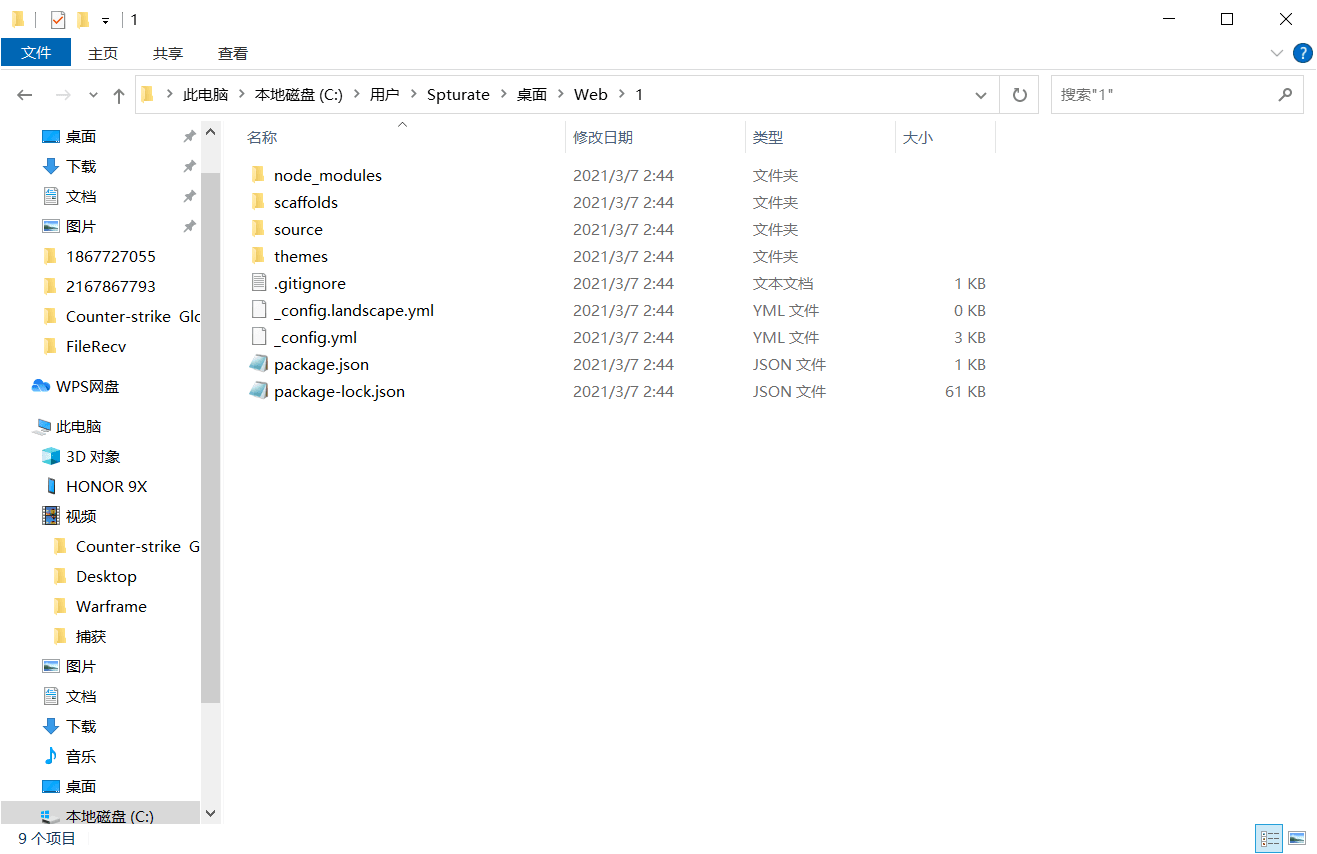 1
文件 主页 共享 查看 ?
此电脑 本地磁盘 (C:) 用户 Spturate 桌面 Web 1 搜索"1"
桌面
下载
文档
图片
1867727055
2167867793
Counter-strike Glo
FileRecv
WPS网盘
此电脑
3D 对象
HONOR 9X
视频
Counter-strike G
Desktop
Warframe
捕获
图片
文档
下载
音乐
桌面
本地磁盘 (C:)
名称 修改日期 类型 大小
node_modules 2021/3/7 2:44 文件夹
scaffolds 2021/3/7 2:44 文件夹
source 2021/3/7 2:44 文件夹
themes 2021/3/7 2:44 文件夹
.gitignore 2021/3/7 2:44 文本文档 1 KB
_config.landscape.yml 2021/3/7 2:44 YML 文件 0 KB
_config.yml 2021/3/7 2:44 YML 文件 3 KB
package.json 2021/3/7 2:44 JSON 文件 1 KB
package-lock.json 2021/3/7 2:44 JSON 文件 61 KB
9 个项目